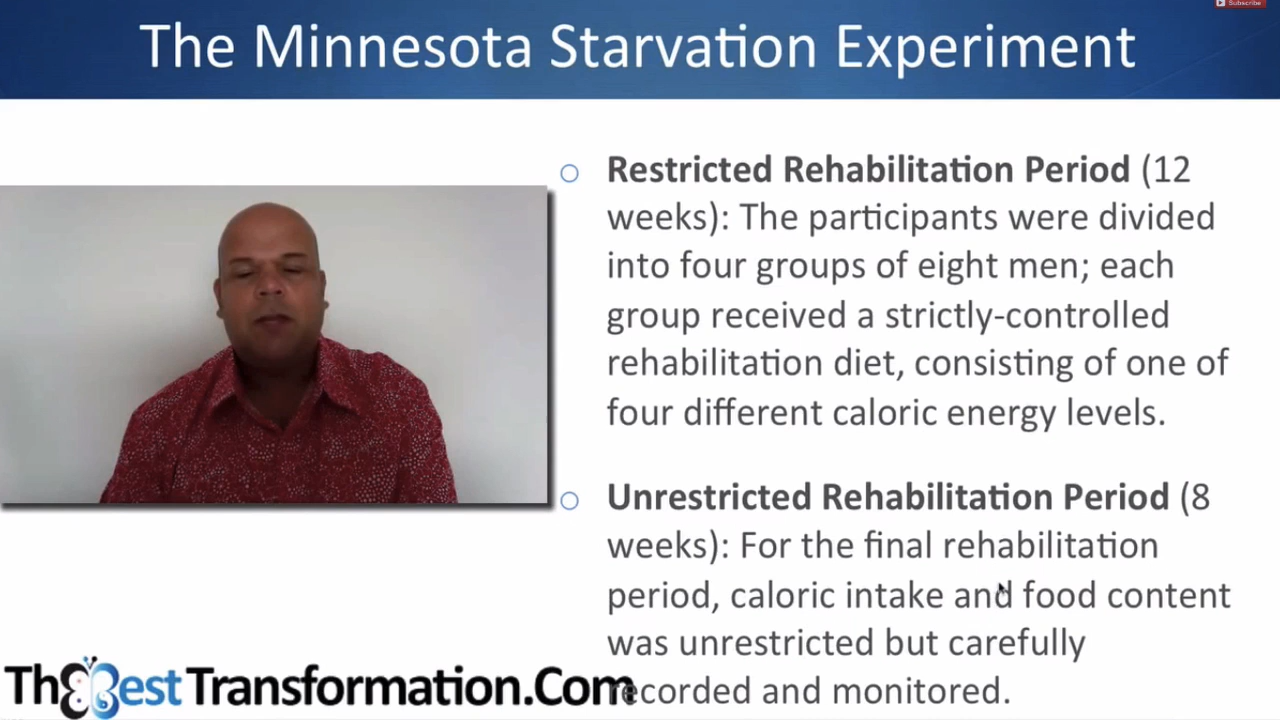 Subscribe
The Minnesota Starvation Experiment
Restricted Rehabilitation Period (12
weeks): The participants were divided
into four groups of eight men; each
group received a strictly-controlled
rehabilitation diet, consisting of one of
four different caloric energy levels.
Unrestricted Rehabilitation Period (8
weeks): For the final rehabilitation
period, caloric intake and food content
was unrestricted but carefully
recorded and monitored.
TheBestTransformation.Com